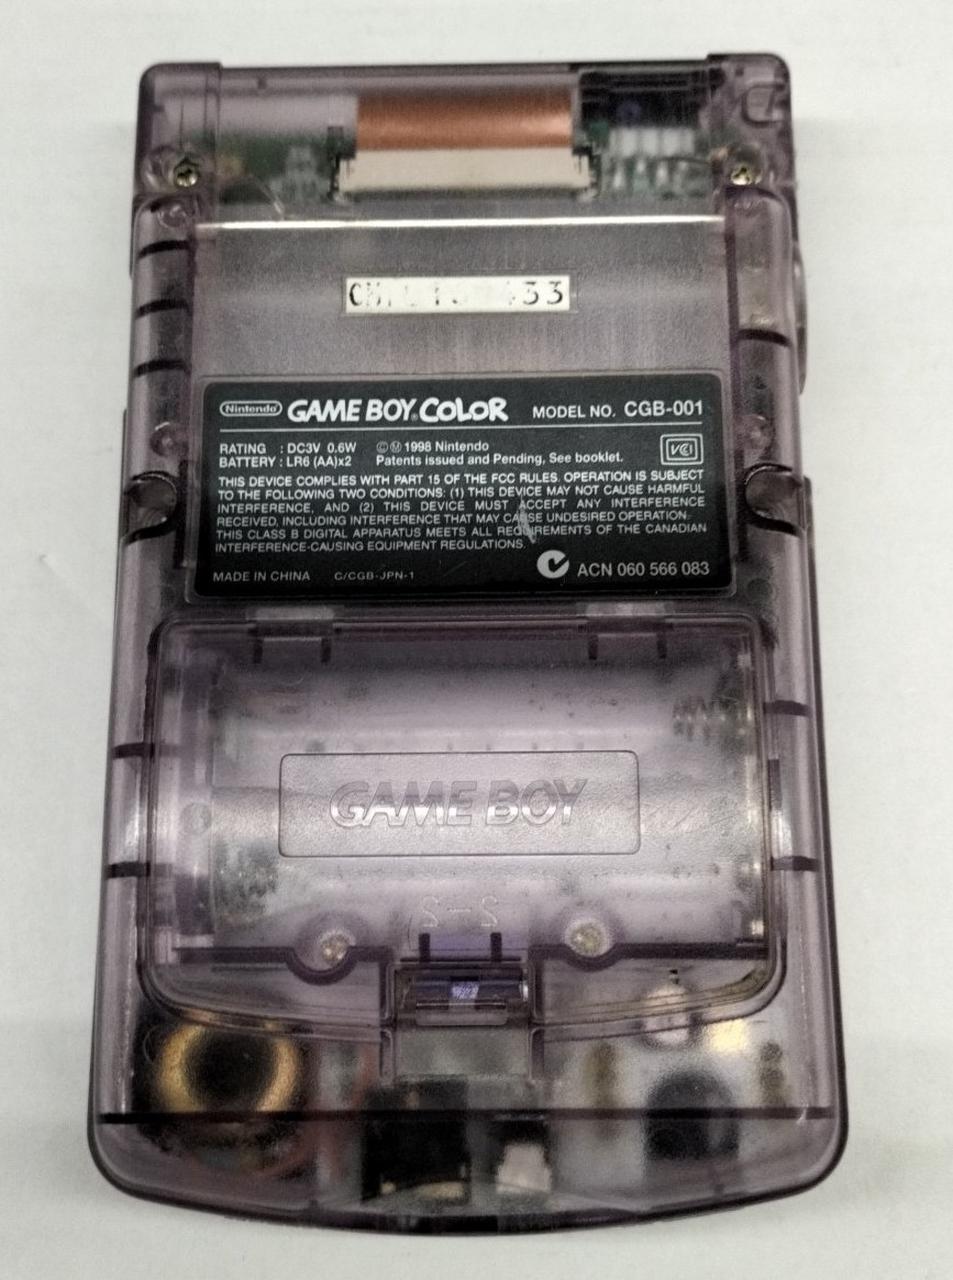 33
Nintendo GAME BOY COLOR MODEL NO. CGB-001
RATING : DC3V 0.6W ©Ⓜ 1998 Nintendo
BATTERY : LR6 (AA)x2 Patents issued and Pending, See booklet. VCI
THIS DEVICE COMPLIES WITH PART 15 OF THE FCC RULES. OPERATION IS SUBJECT
TO THE FOLLOWING TWO CONDITIONS: (1) THIS DEVICE MAY NOT CAUSE HARMFUL
INTERFERENCE, AND (2) THIS DEVICE MUST ACCEPT ANY INTERFERENCE
RECEIVED, INCLUDING INTERFERENCE THAT MAY CAUSE UNDESIRED OPERATION.
THIS CLASS B DIGITAL APPARATUS MEETS ALL REQUIREMENTS OF THE CANADIAN
INTERFERENCE-CAUSING EQUIPMENT REGULATIONS.
ACN 060 566 083
MADE IN CHINA C/CGB-JPN-1
GAME BOY
2-2